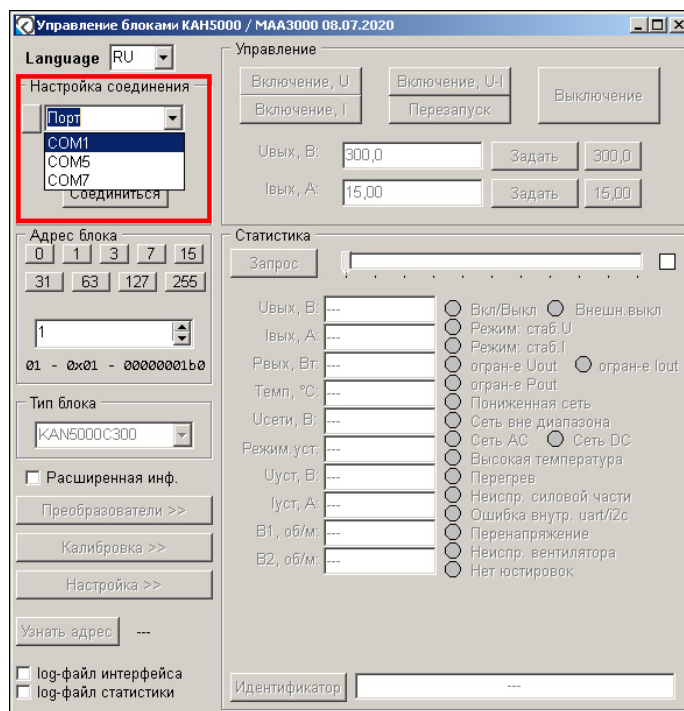 Управление блоками KAH5000 / MAA3000 08.07.2020
Language RU
Настройка соединения
Порт
COM1
COM5
COM7
Соединиться
Адрес блока
0 1 3 7 15
31 63 127 255
1
01 - 0x01 - 00000001b0
Тип блока
KAN5000C300
Расширенная инф.
Преобразователи >>
Калибровка >>
Настройка >>
Узнать адрес ---
log-файл интерфейса
log-файл статистики
Управление
Включение, U Включение, U-I Выключение
Включение, I Перезапуск
Uвых, В: 300,0 Задать 300,0
Iвых, А: 15,00 Задать 15,00
Статистика
Запрос
Uвых, В: ---
Iвых, А: ---
Pвых, Вт: ---
Темп, °C: ---
Uсети, В: ---
Режим.уст: ---
Uуст, В: ---
Iуст, А: ---
В1, об/м: ---
В2, об/м: ---
Вкл/Выкл Внешн.выкл
Режим: стаб.U
Режим: стаб.I
огран-е Uout огран-е Iout
огран-е Pout
Пониженная сеть
Сеть вне диапазона
Сеть AC Сеть DC
Высокая температура
Перегрев
Неиспр. силовой части
Ошибка внутр. uart/i2c
Перенапряжение
Неиспр. вентилятора
Нет юстировок
Идентификатор ---